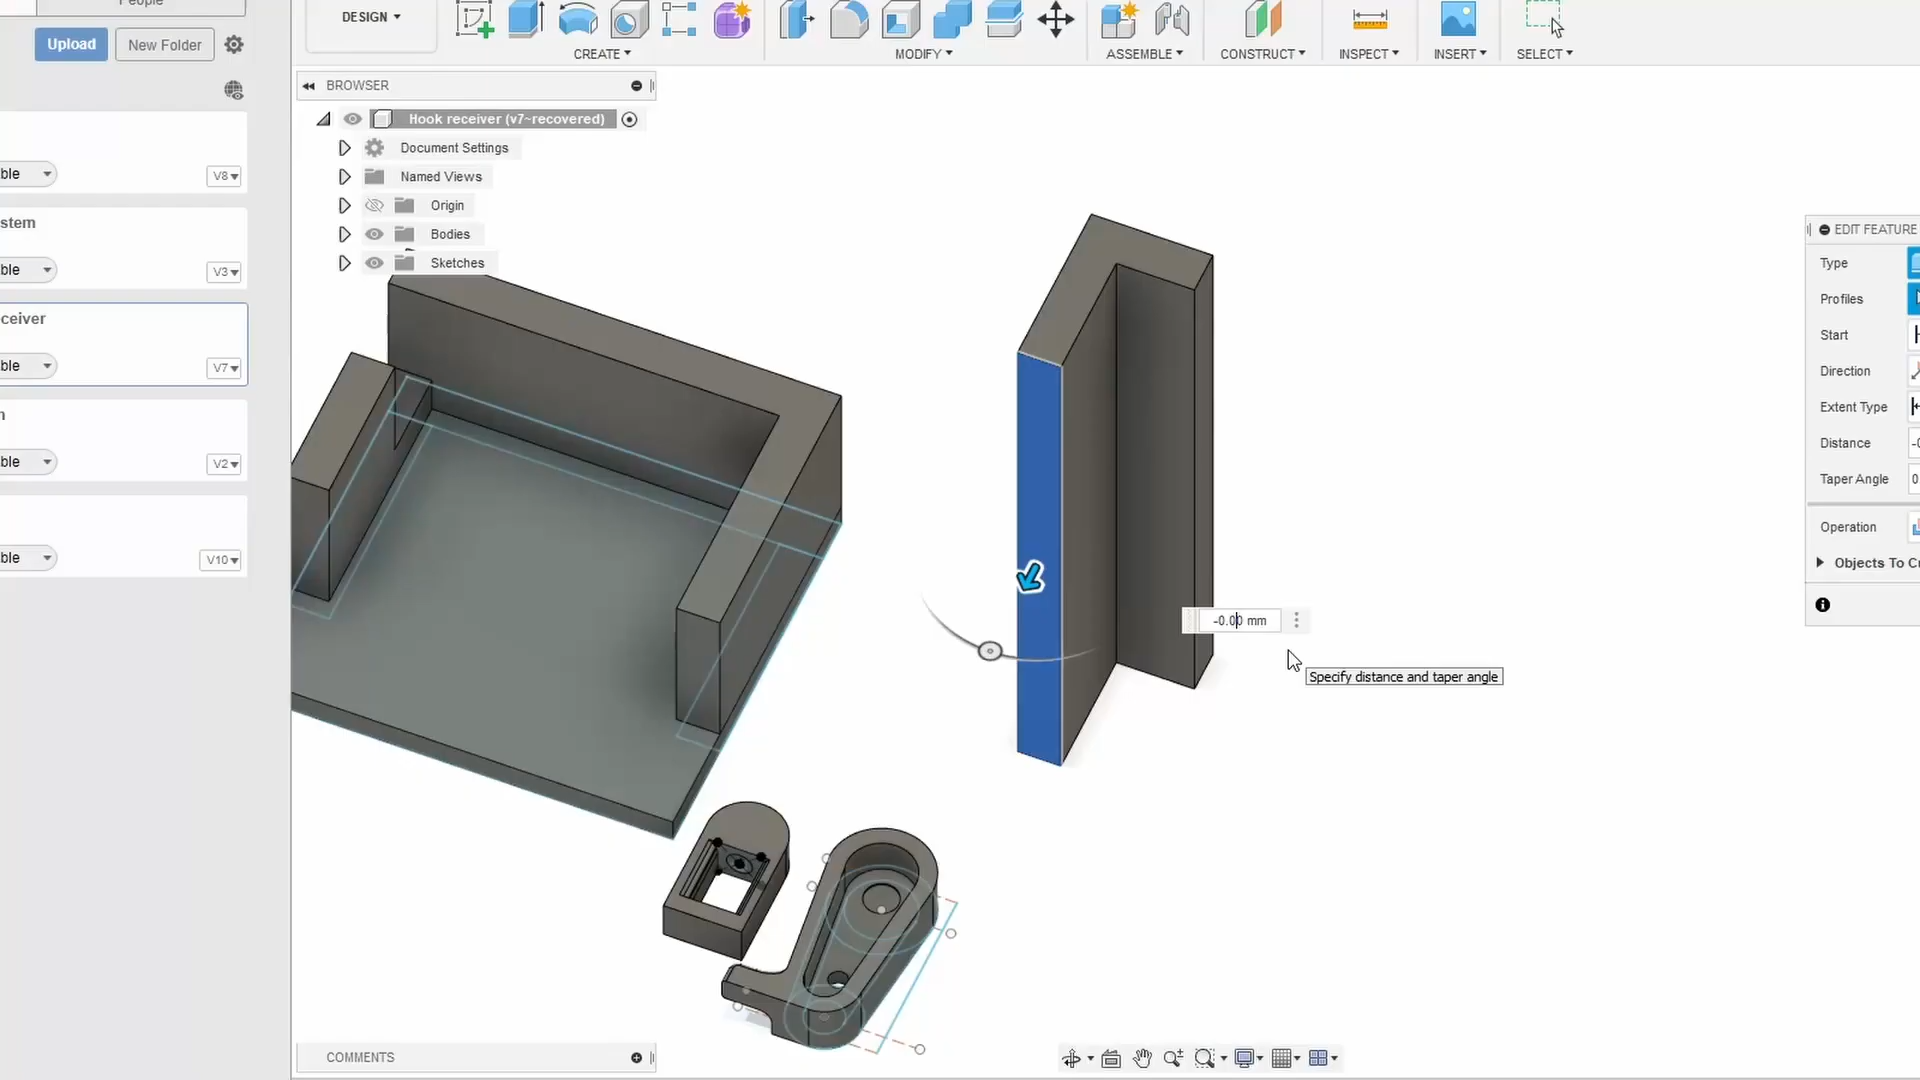 People
DESIGN
Upload
New Folder
CREATE
MODIFY
ASSEMBLE
CONSTRUCT
INSPECT
INSERT
SELECT
BROWSER
Hook receiver (v7~recovered)
Document Settings
Named Views
Origin
Bodies
Sketches
ble
V8
stem
ble
V3
ceiver
ble
V7
n
ble
V2
ble
V10
EDIT FEATURE
Type
Profiles
Start
Direction
Extent Type
Distance
-0
Taper Angle
0
Operation
Objects To C
-0.00 mm
Specify distance and taper angle
COMMENTS